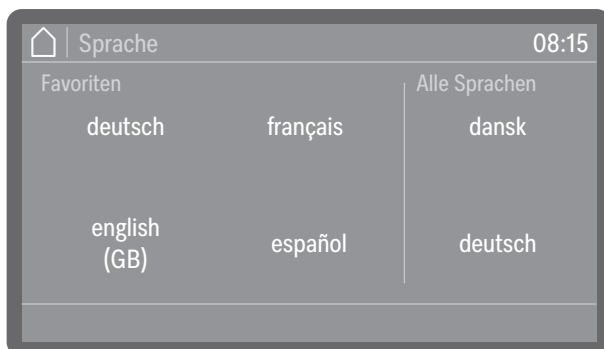 Sprache 08:15
Favoriten Alle Sprachen
deutsch français dansk
english
(GB) español deutsch